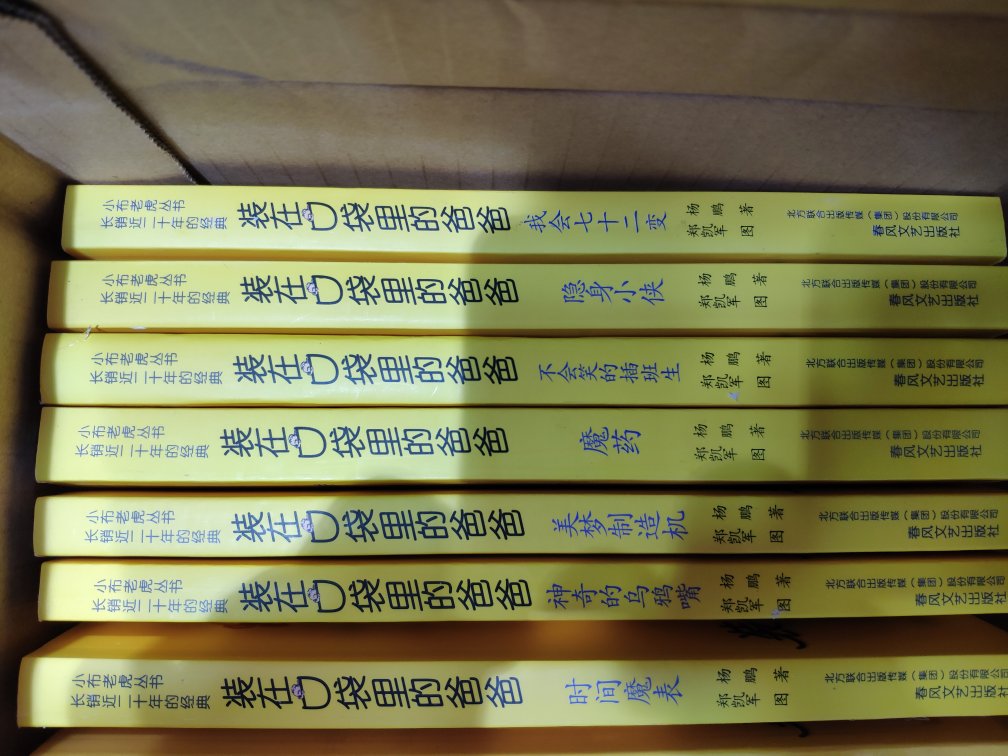 小布老虎丛书
长销近二十年的经典
装在口袋里的爸爸
我会七十二变
杨鹏 著
郑凯军 图
北方联合出版传媒（集团）股份有限公司
春风文艺出版社
小布老虎丛书
长销近二十年的经典
装在口袋里的爸爸
隐身小侠
杨鹏 著
郑凯军 图
北方联合出版传媒（集团）股份有限公司
春风文艺出版社
小布老虎丛书
长销近二十年的经典
装在口袋里的爸爸
不会笑的插班生
杨鹏 著
郑凯军 图
北方联合出版传媒（集团）股份有限公司
春风文艺出版社
小布老虎丛书
长销近二十年的经典
装在口袋里的爸爸
魔药
杨鹏 著
郑凯军 图
北方联合出版传媒（集团）股份有限公司
春风文艺出版社
小布老虎丛书
长销近二十年的经典
装在口袋里的爸爸
美梦制造机
杨鹏 著
郑凯军 图
北方联合出版传媒（集团）股份有限公司
春风文艺出版社
小布老虎丛书
长销近二十年的经典
装在口袋里的爸爸
神奇的乌鸦嘴
杨鹏 著
郑凯军 图
北方联合出版传媒（集团）股份有限公司
春风文艺出版社
小布老虎丛书
长销近二十年的经典
装在口袋里的爸爸
时间魔表
杨鹏 著
郑凯军 图
北方联合出版传媒（集团）股份有限公司
春风文艺出版社